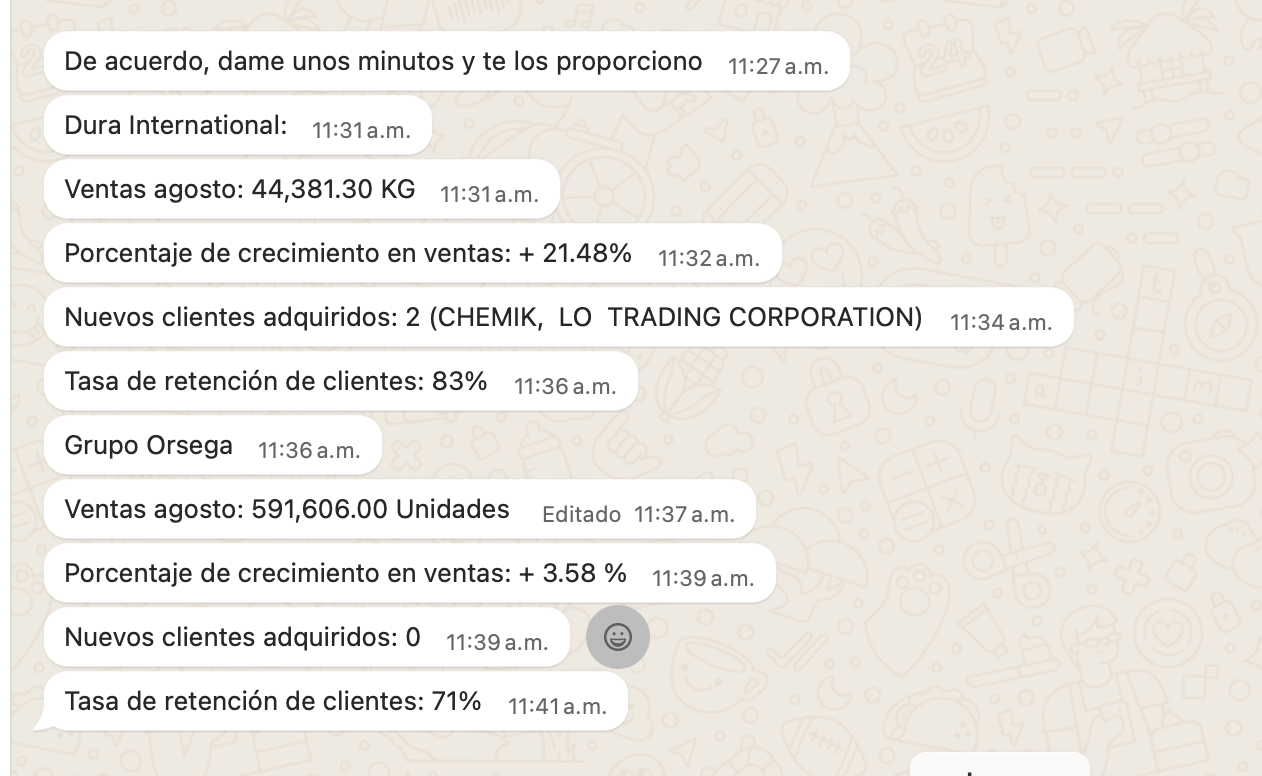 De acuerdo, dame unos minutos y te los proporciono 11:27 a.m.
Dura International: 11:31 a.m.
Ventas agosto: 44,381.30 KG 11:31 a.m.
Porcentaje de crecimiento en ventas: + 21.48% 11:32 a.m.
Nuevos clientes adquiridos: 2 (CHEMIK,  LO  TRADING CORPORATION) 11:34 a.m.
Tasa de retención de clientes: 83% 11:36 a.m.
Grupo Orsega 11:36 a.m.
Ventas agosto: 591,606.00 Unidades Editado 11:37 a.m.
Porcentaje de crecimiento en ventas: + 3.58 % 11:39 a.m.
Nuevos clientes adquiridos: 0 11:39 a.m.
Tasa de retención de clientes: 71% 11:41 a.m.